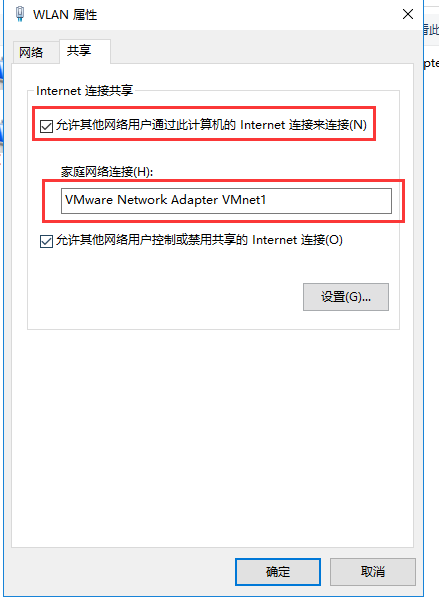 WLAN 属性
看此
网络
共享
pte
Internet 连接共享
允许其他网络用户通过此计算机的 Internet 连接来连接(N)
家庭网络连接(H):
VMware Network Adapter VMnet1
允许其他网络用户控制或禁用共享的 Internet 连接(O)
设置(G)...
确定
取消